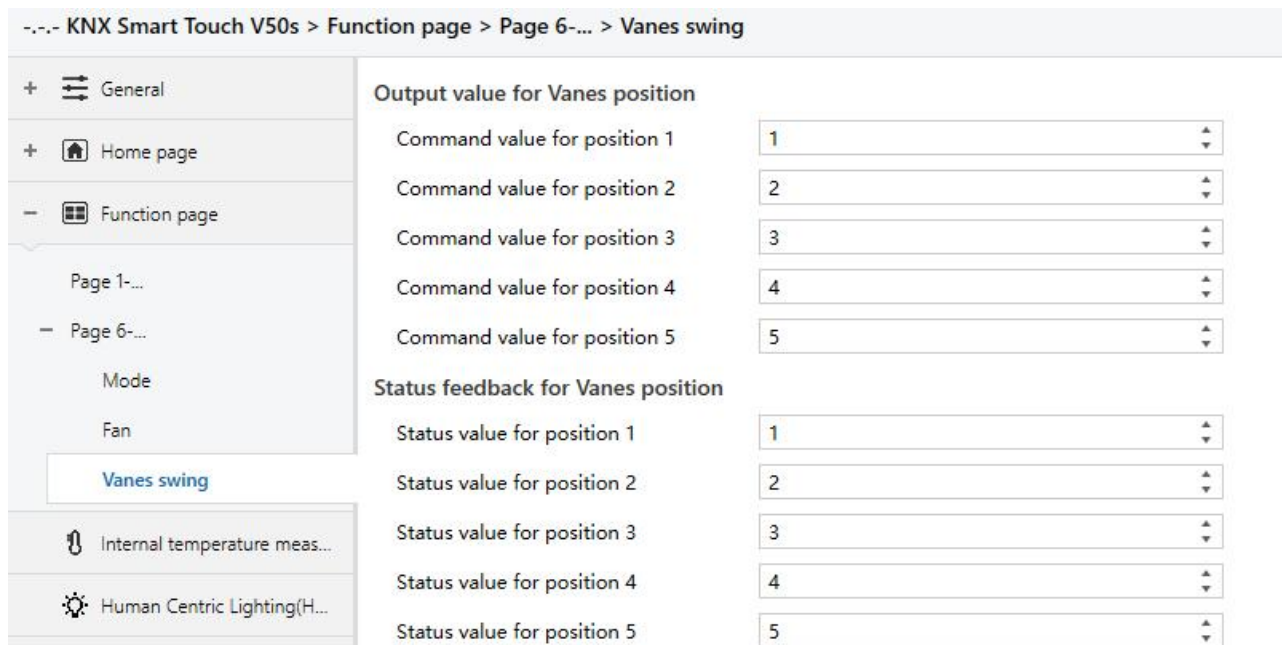 -.-.- KNX Smart Touch V50s > Function page > Page 6-... > Vanes swing
+ General
+ Home page
− Function page
Page 1-...
− Page 6-...
Mode
Fan
Vanes swing
Internal temperature meas...
Human Centric Lighting(H...
Output value for Vanes position
Command value for position 1 1
Command value for position 2 2
Command value for position 3 3
Command value for position 4 4
Command value for position 5 5
Status feedback for Vanes position
Status value for position 1 1
Status value for position 2 2
Status value for position 3 3
Status value for position 4 4
Status value for position 5 5